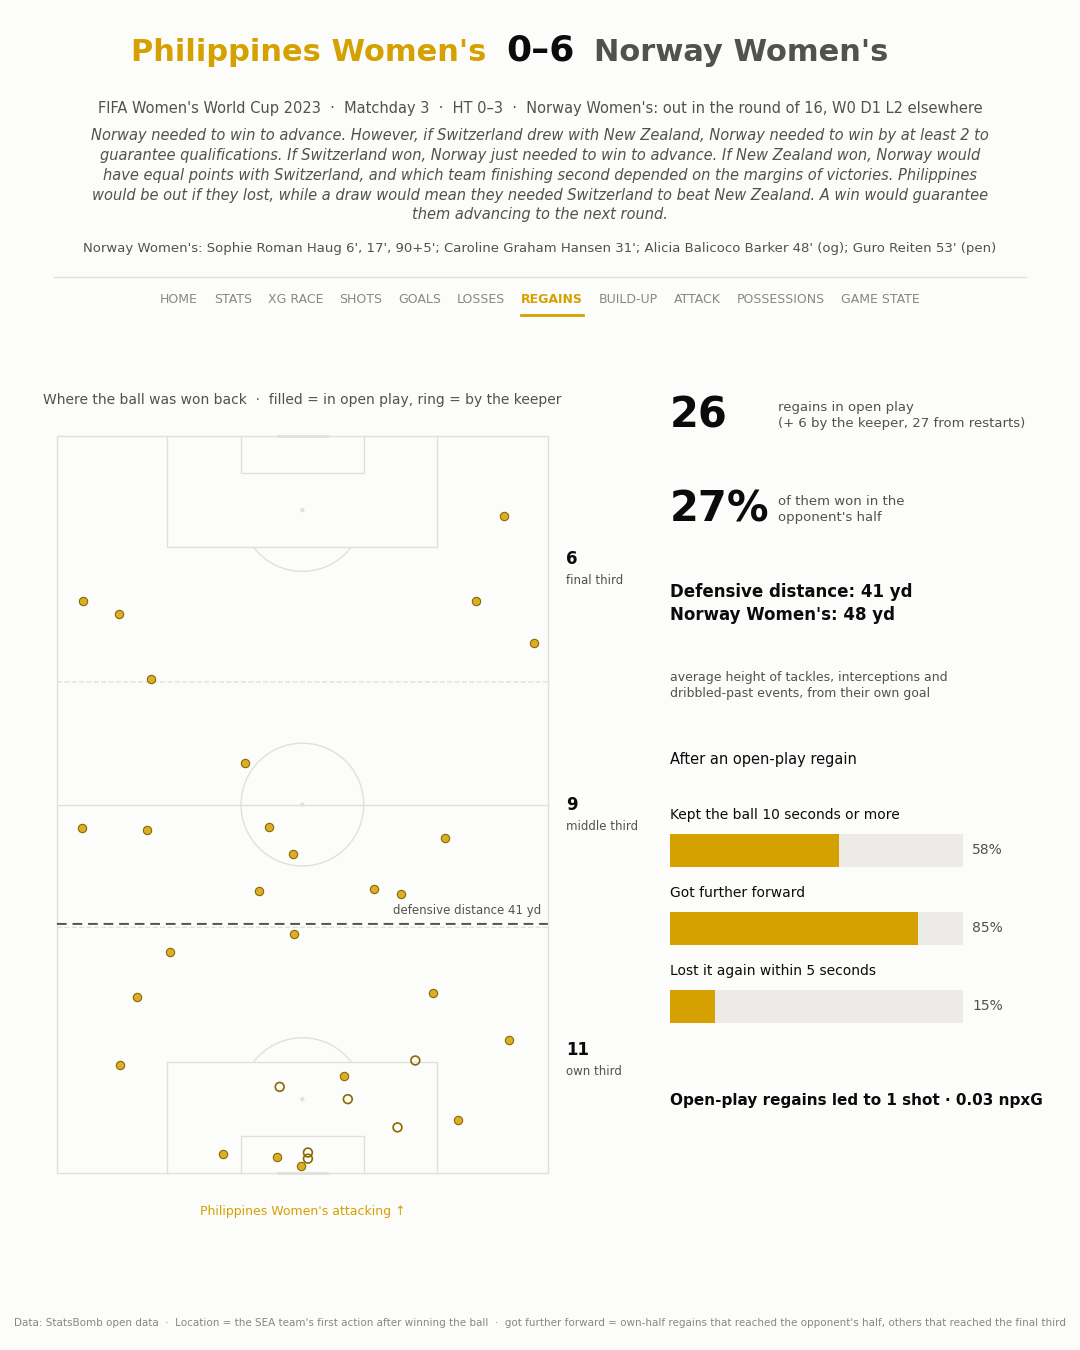 Philippines Women's 0–6 Norway Women's
FIFA Women's World Cup 2023 · Matchday 3 · HT 0–3 · Norway Women's: out in the round of 16, W0 D1 L2 elsewhere
Norway needed to win to advance. However, if Switzerland drew with New Zealand, Norway needed to win by at least 2 to
guarantee qualifications. If Switzerland won, Norway just needed to win to advance. If New Zealand won, Norway would
have equal points with Switzerland, and which team finishing second depended on the margins of victories. Philippines
would be out if they lost, while a draw would mean they needed Switzerland to beat New Zealand. A win would guarantee
them advancing to the next round.
Norway Women's: Sophie Roman Haug 6', 17', 90+5'; Caroline Graham Hansen 31'; Alicia Balicoco Barker 48' (og); Guro Reiten 53' (pen)
HOME STATS XG RACE SHOTS GOALS LOSSES REGAINS BUILD-UP ATTACK POSSESSIONS GAME STATE
Where the ball was won back · filled = in open play, ring = by the keeper
6
final third
9
middle third
defensive distance 41 yd
11
own third
Philippines Women's attacking ↑
26
regains in open play
(+ 6 by the keeper, 27 from restarts)
27%
of them won in the
opponent's half
Defensive distance: 41 yd
Norway Women's: 48 yd
average height of tackles, interceptions and
dribbled-past events, from their own goal
After an open-play regain
Kept the ball 10 seconds or more
58%
Got further forward
85%
Lost it again within 5 seconds
15%
Open-play regains led to 1 shot · 0.03 npxG
Data: StatsBomb open data · Location = the SEA team's first action after winning the ball · got further forward = own-half regains that reached the opponent's half, others that reached the final third